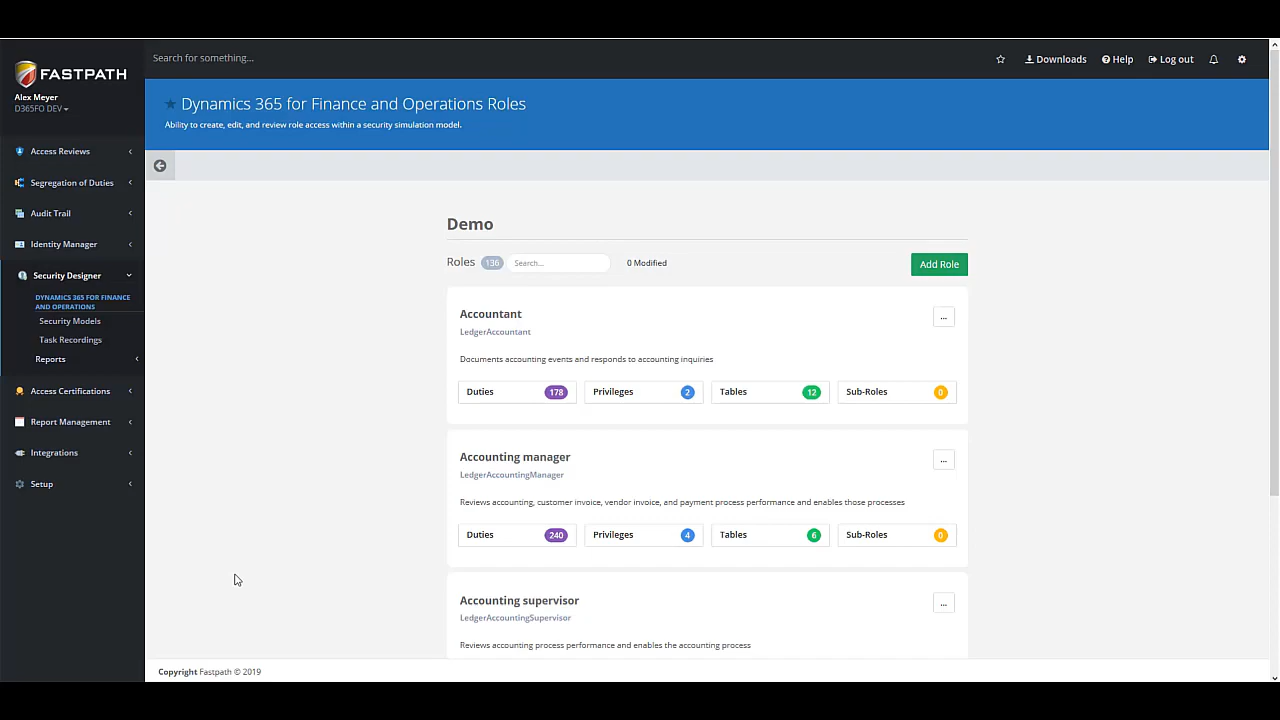 FASTPATH
Alex Meyer
D365FO DEV
Access Reviews
Segregation of Duties
Audit Trail
Identity Manager
Security Designer
DYNAMICS 365 FOR FINANCE
AND OPERATIONS
Security Models
Task Recordings
Reports
Access Certifications
Report Management
Integrations
Setup
Search for something...
Downloads
Help
Log out
Dynamics 365 for Finance and Operations Roles
Ability to create, edit, and review role access within a security simulation model.
Demo
Roles 136 Search... 0 Modified Add Role
Accountant ...
LedgerAccountant
Documents accounting events and responds to accounting inquiries
Duties 178 Privileges 2 Tables 12 Sub-Roles 0
Accounting manager ...
LedgerAccountingManager
Reviews accounting, customer invoice, vendor invoice, and payment process performance and enables those processes
Duties 240 Privileges 4 Tables 6 Sub-Roles 0
Accounting supervisor ...
LedgerAccountingSupervisor
Reviews accounting process performance and enables the accounting process
Copyright Fastpath © 2019